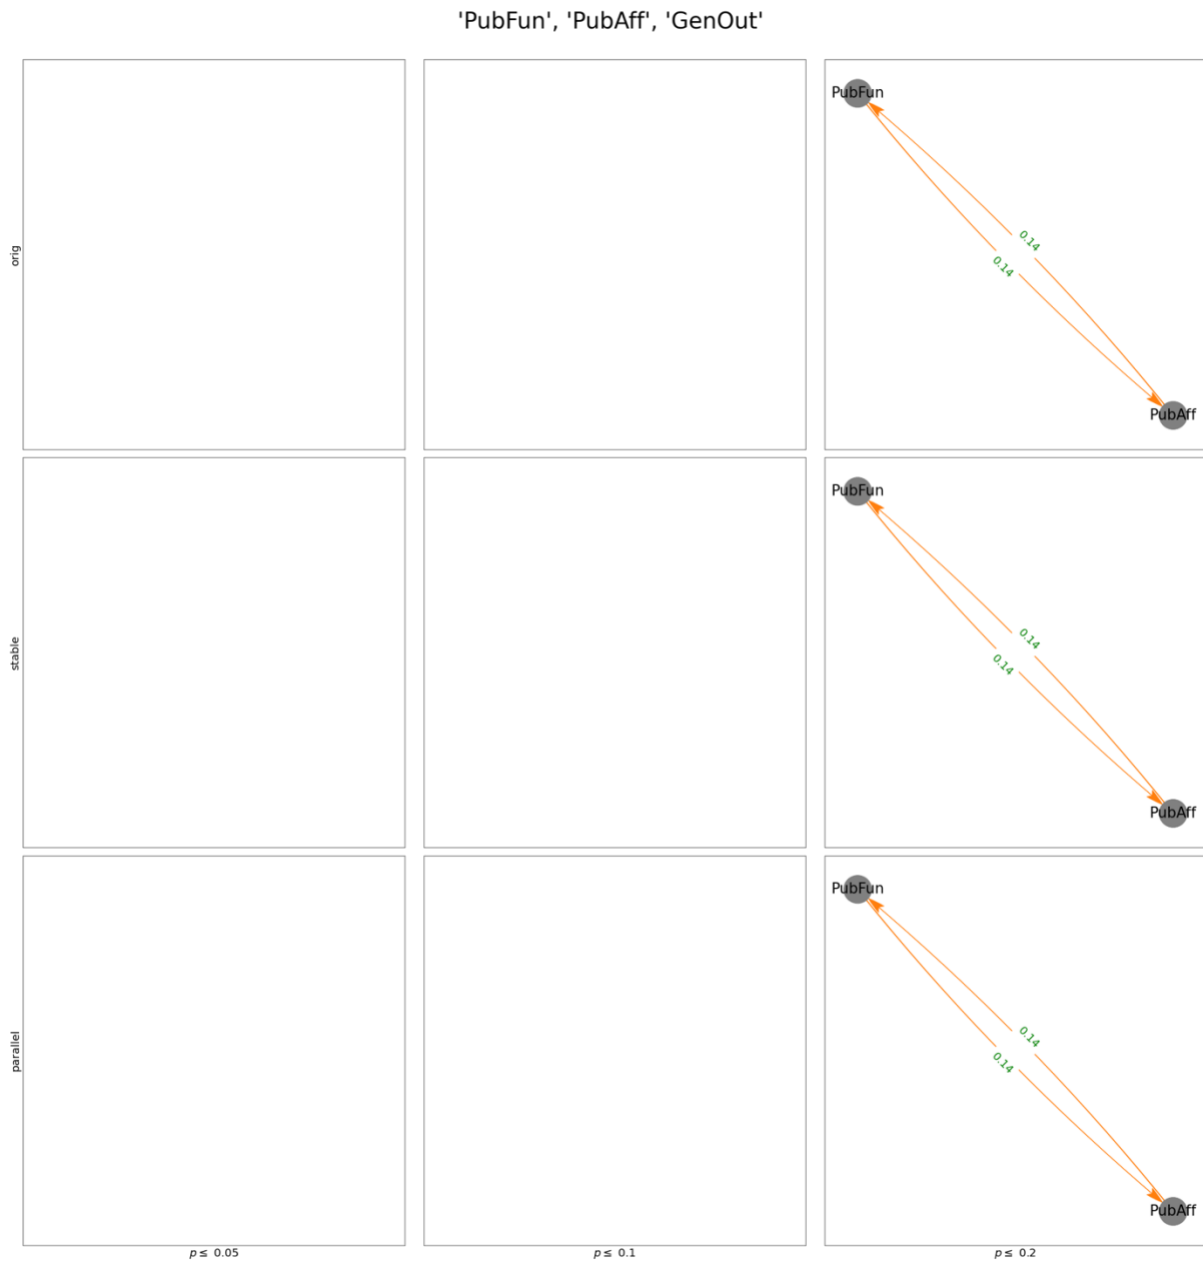 'PubFun', 'PubAff', 'GenOut'
orig
PubFun
0.14
0.14
PubAff
stable
PubFun
0.14
0.14
PubAff
parallel
PubFun
0.14
0.14
PubAff
p ≤ 0.05
p ≤ 0.1
p ≤ 0.2